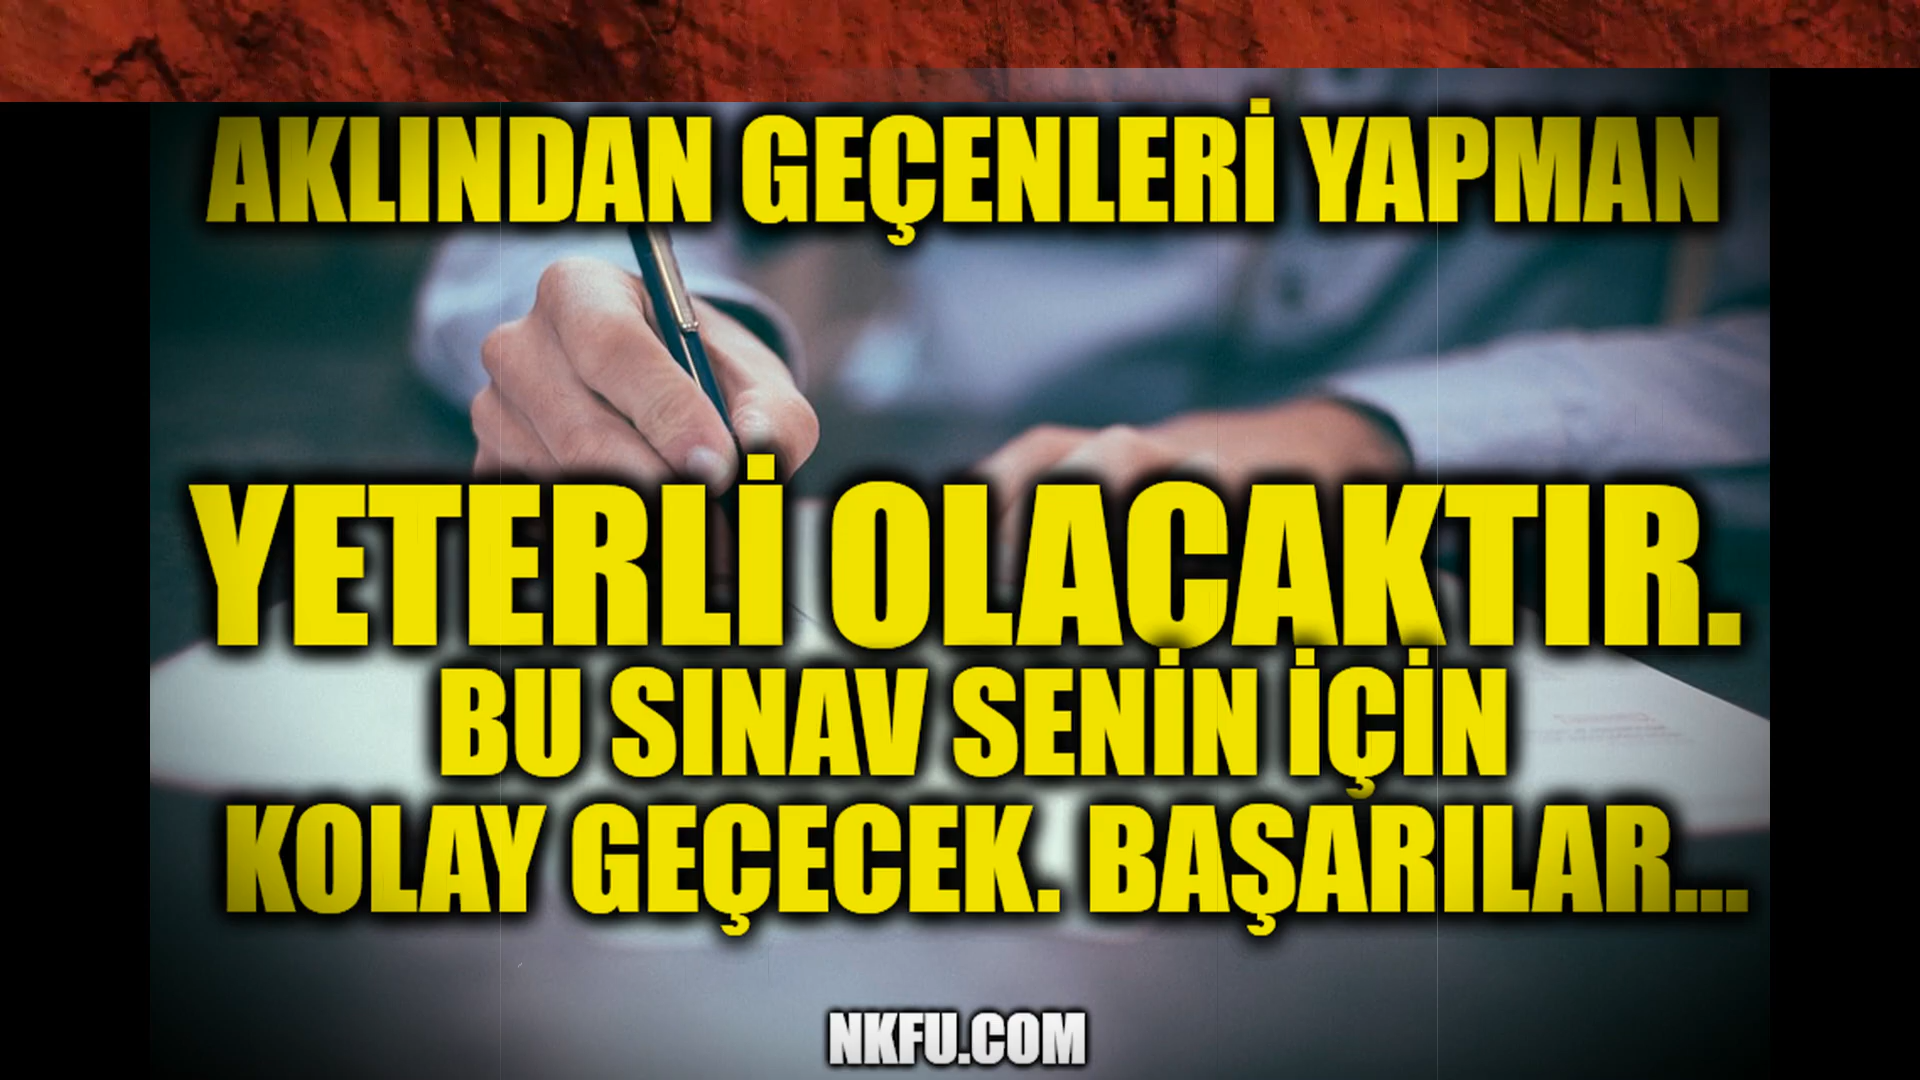 AKLINDAN GEÇENLERİ YAPMAN
YETERLİ OLACAKTIR.
BU SINAV SENİN İÇİN
KOLAY GEÇECEK. BAŞARILAR...
NKFU.COM